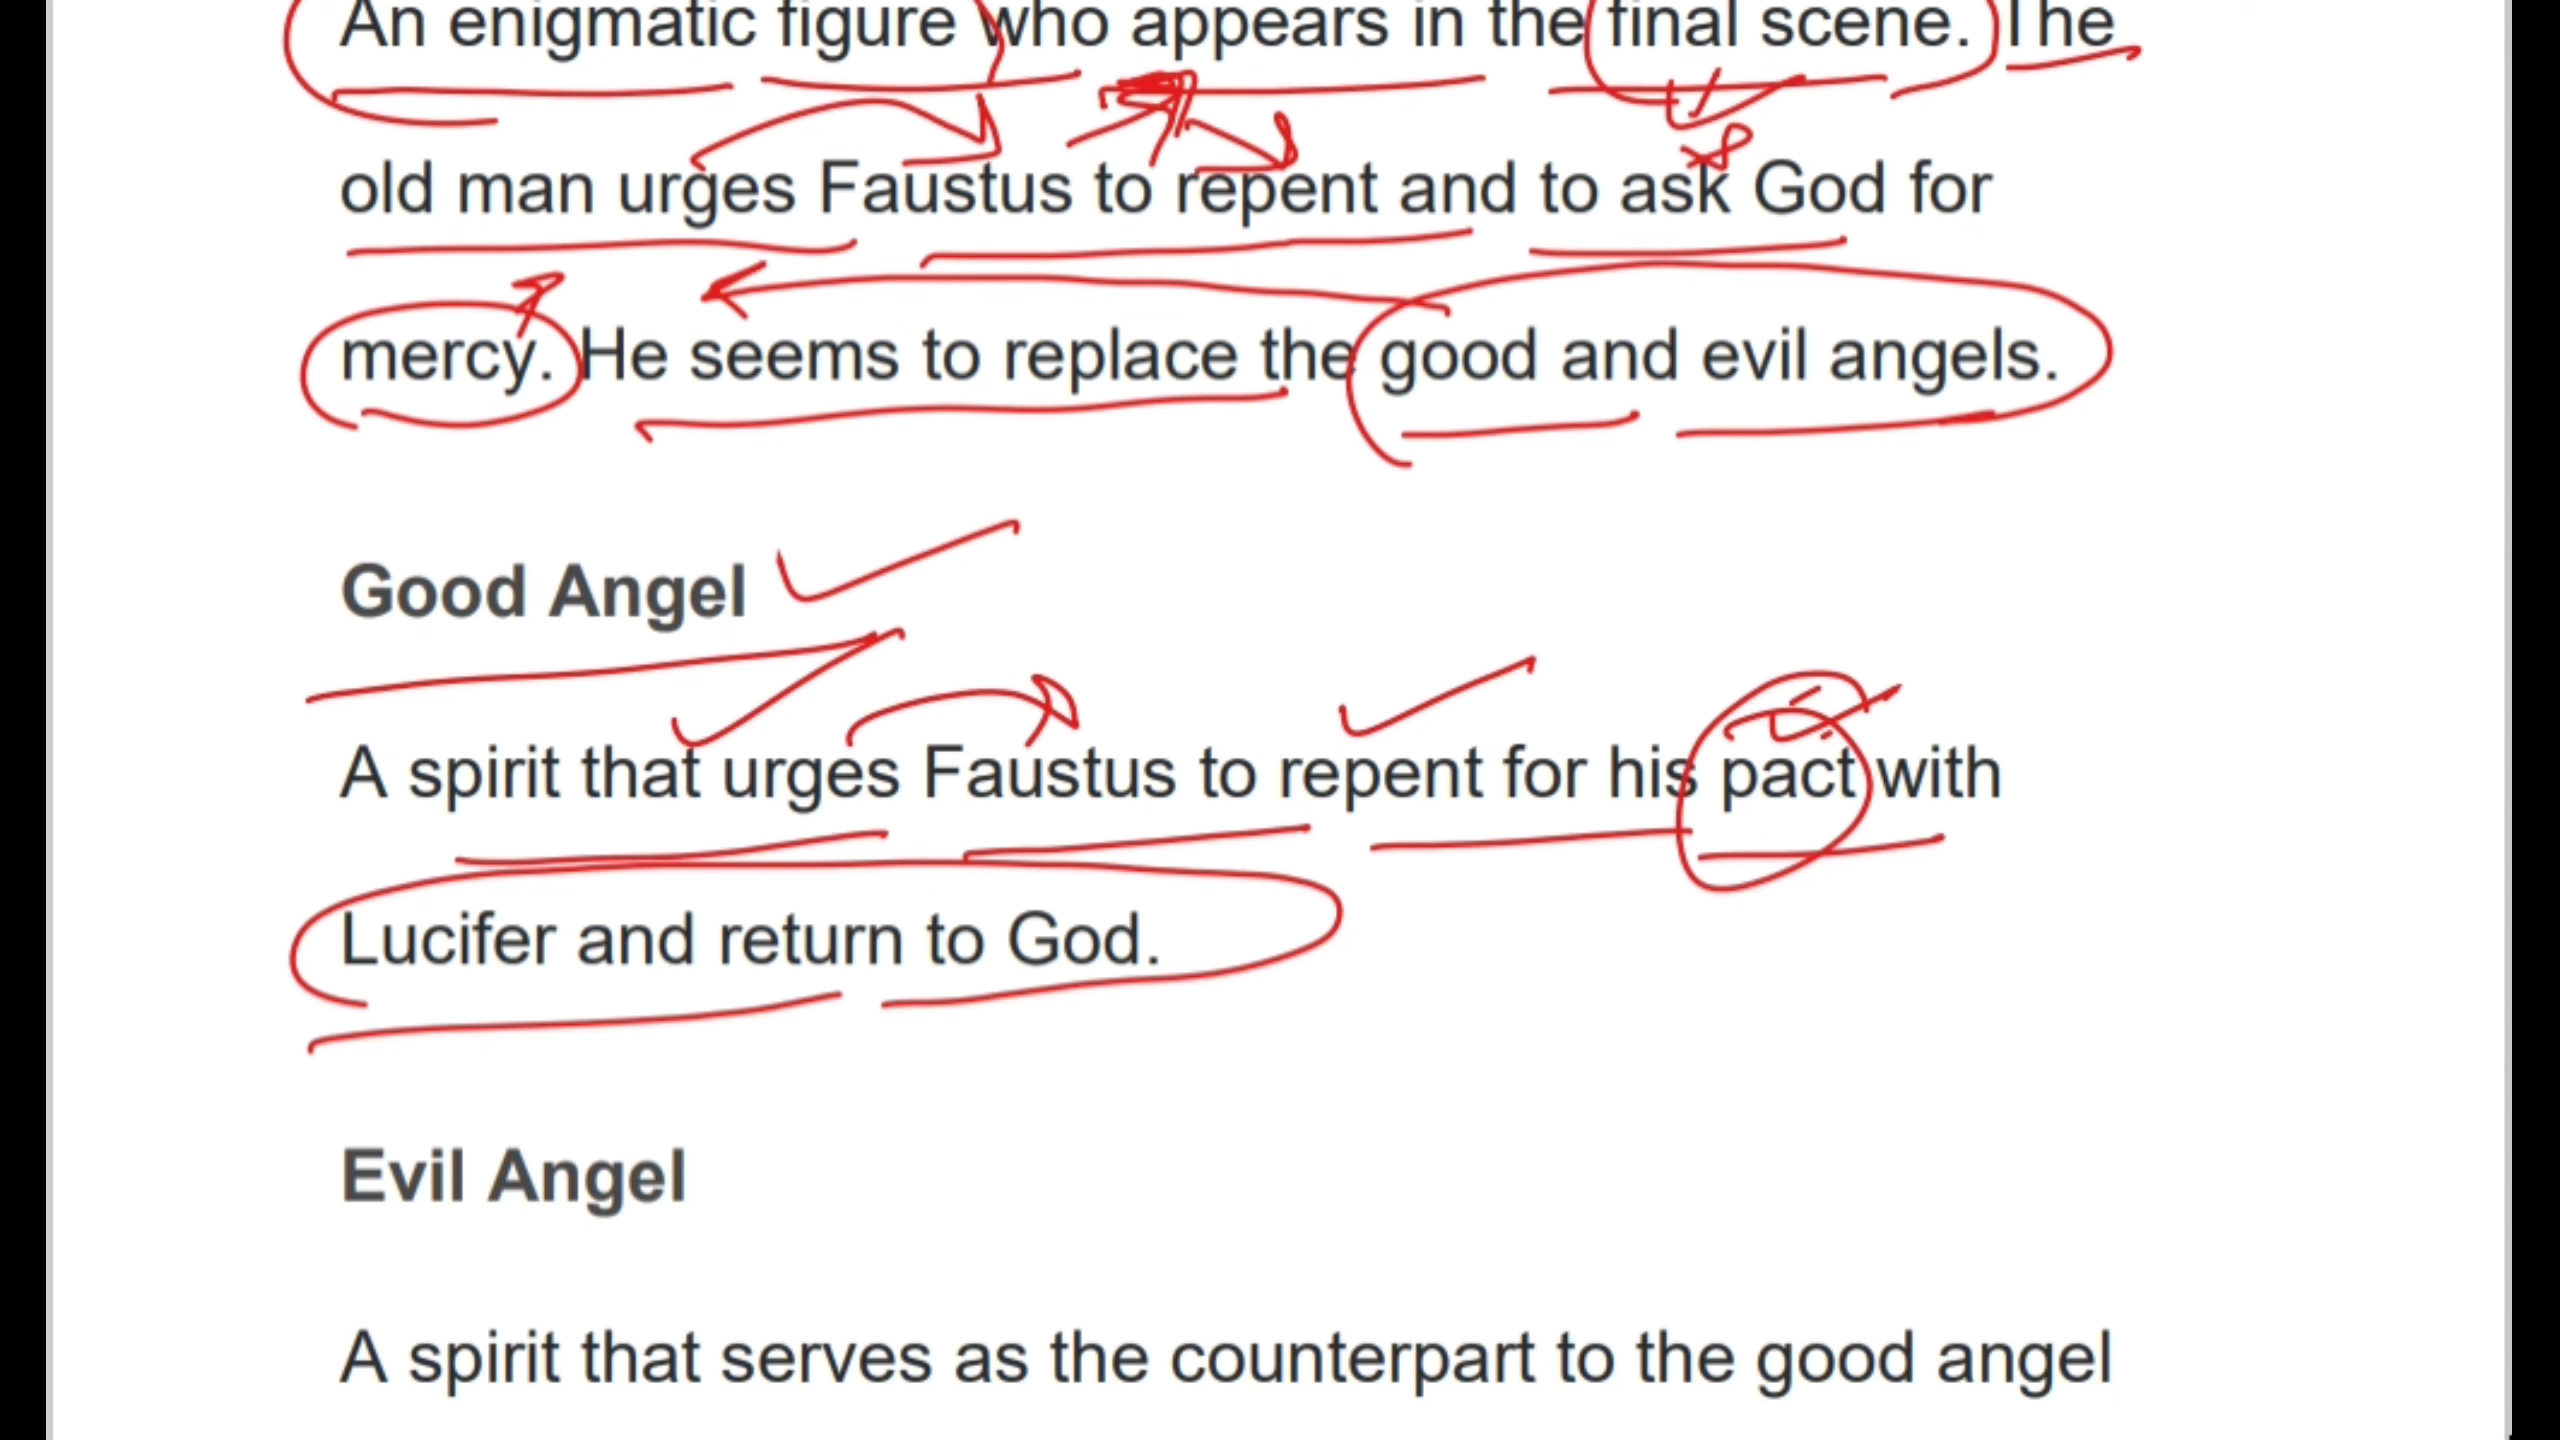 An enigmatic figure who appears in the final scene. The
old man urges Faustus to repent and to ask God for
mercy. He seems to replace the good and evil angels.
Good Angel
A spirit that urges Faustus to repent for his pact with
Lucifer and return to God.
Evil Angel
A spirit that serves as the counterpart to the good angel